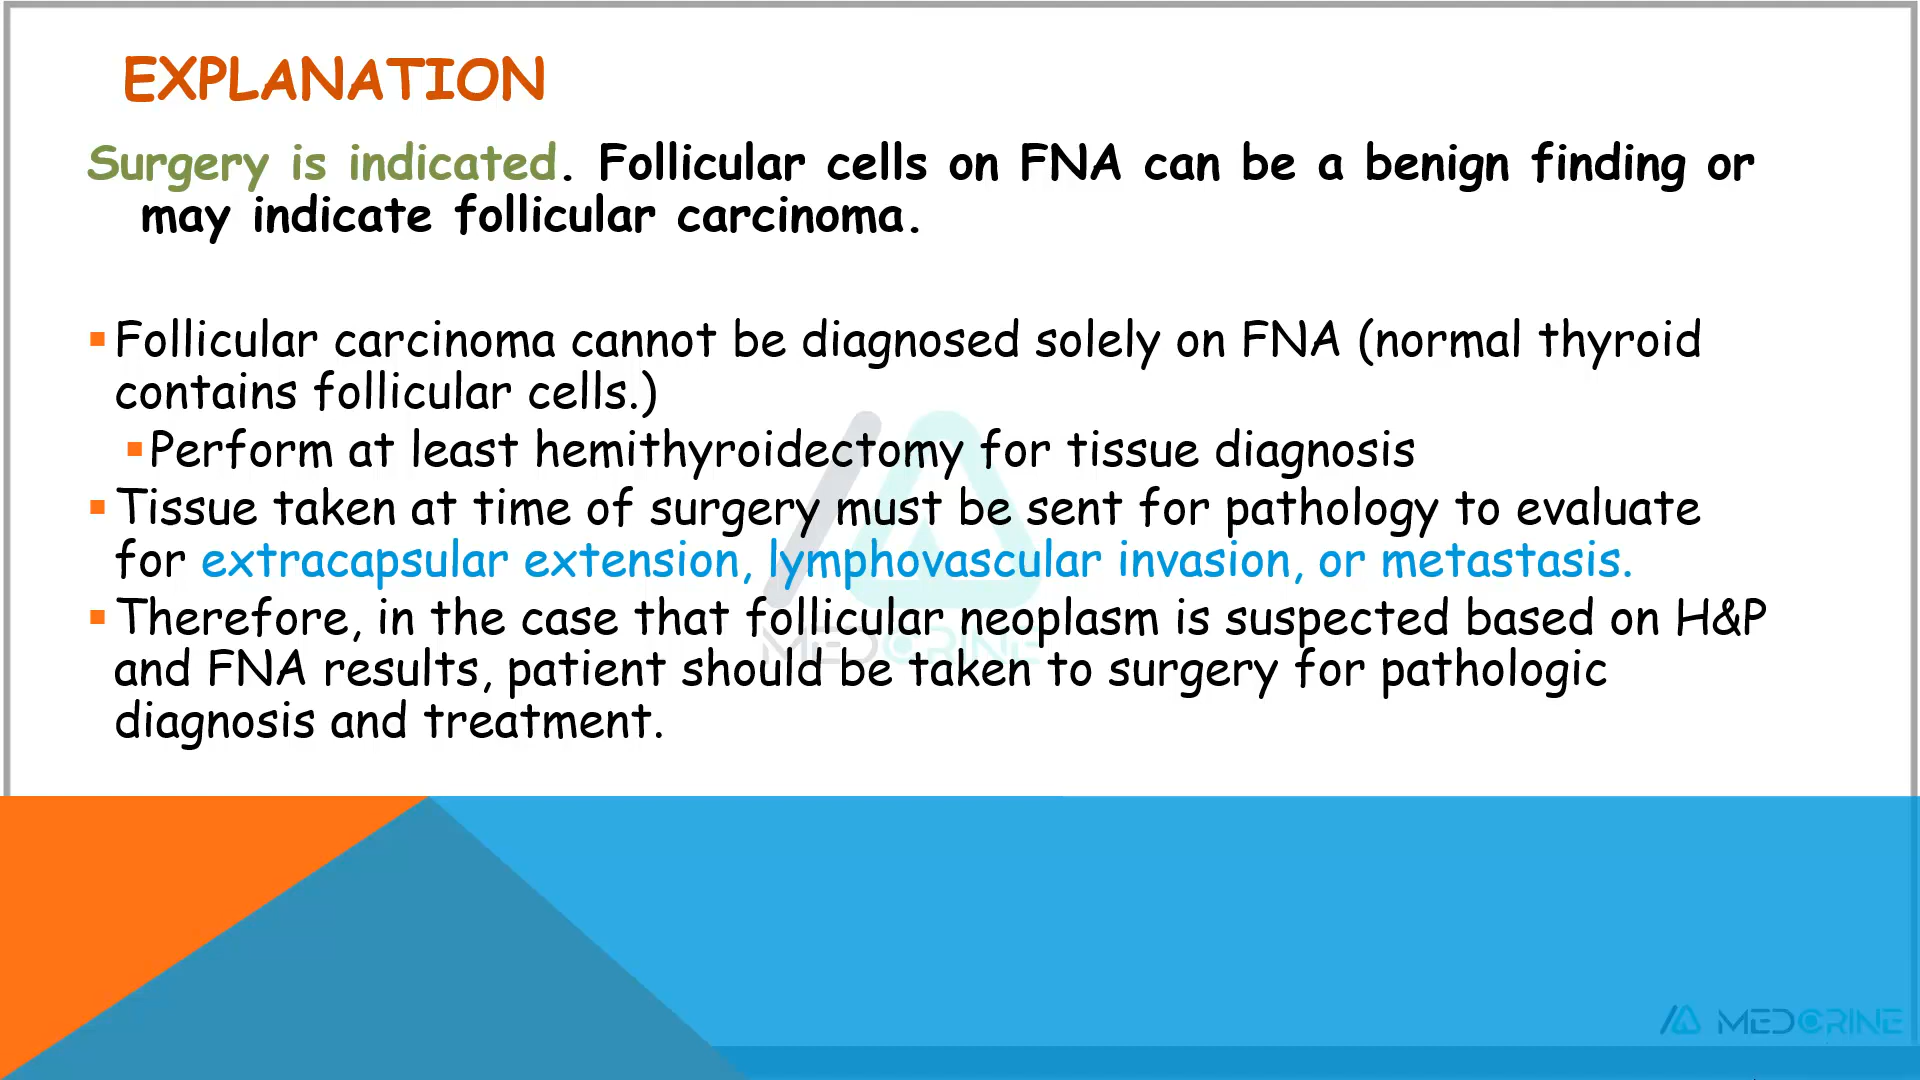 EXPLANATION
Surgery is indicated. Follicular cells on FNA can be a benign finding or
may indicate follicular carcinoma.
▪Follicular carcinoma cannot be diagnosed solely on FNA (normal thyroid
contains follicular cells.)
▪Perform at least hemithyroidectomy for tissue diagnosis
▪Tissue taken at time of surgery must be sent for pathology to evaluate
for extracapsular extension, lymphovascular invasion, or metastasis.
▪Therefore, in the case that follicular neoplasm is suspected based on H&P
and FNA results, patient should be taken to surgery for pathologic
diagnosis and treatment.
MEDCRINE
MEDCRINE